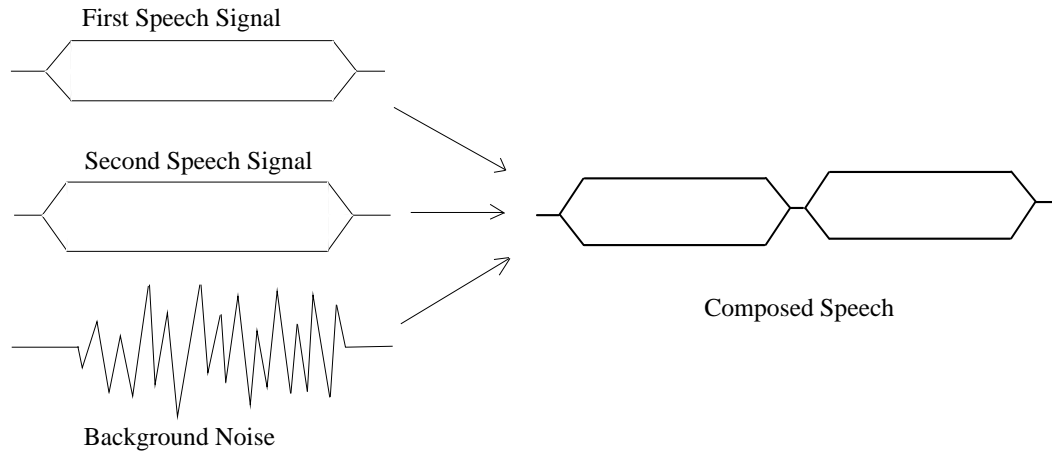 First Speech Signal
Second Speech Signal
Composed Speech
Background Noise